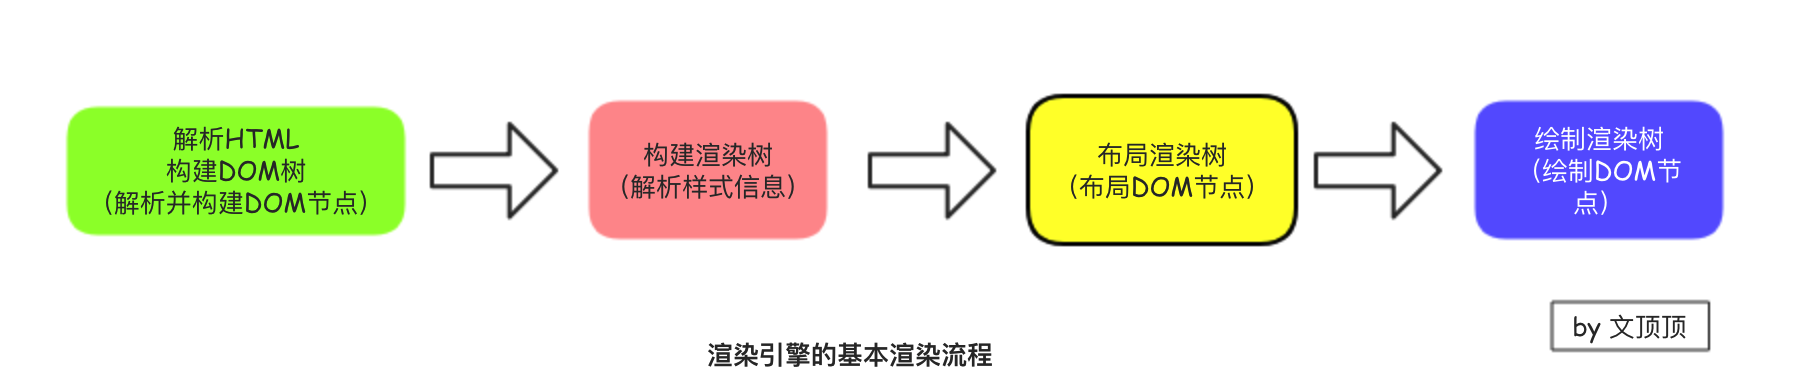 解析HTML
构建DOM树
（解析并构建DOM节点）
构建渲染树
（解析样式信息）
布局渲染树
（布局DOM节点）
绘制渲染树
（绘制DOM节
点）
by 文顶顶
渲染引擎的基本渲染流程